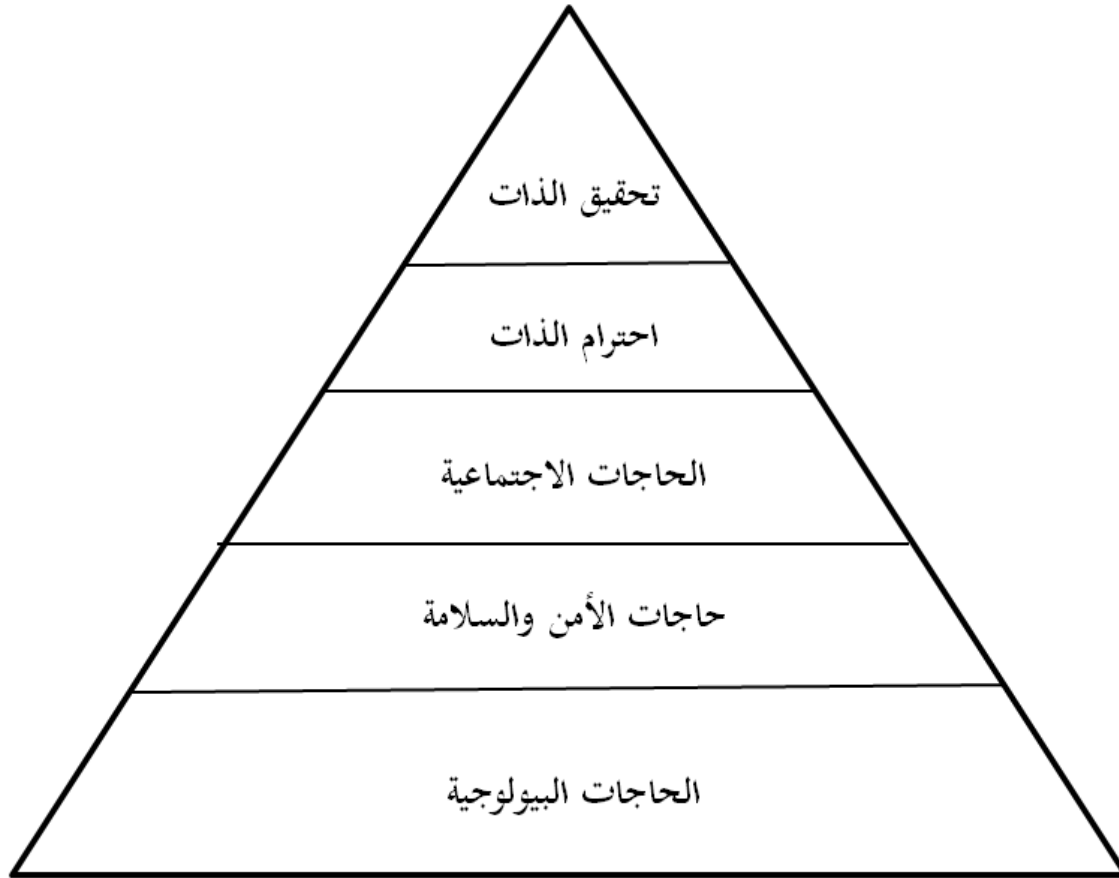 تحقيق الذات
احترام الذات
الحاجات الاجتماعية
حاجات الأمن والسلامة
الحاجات البيولوجية